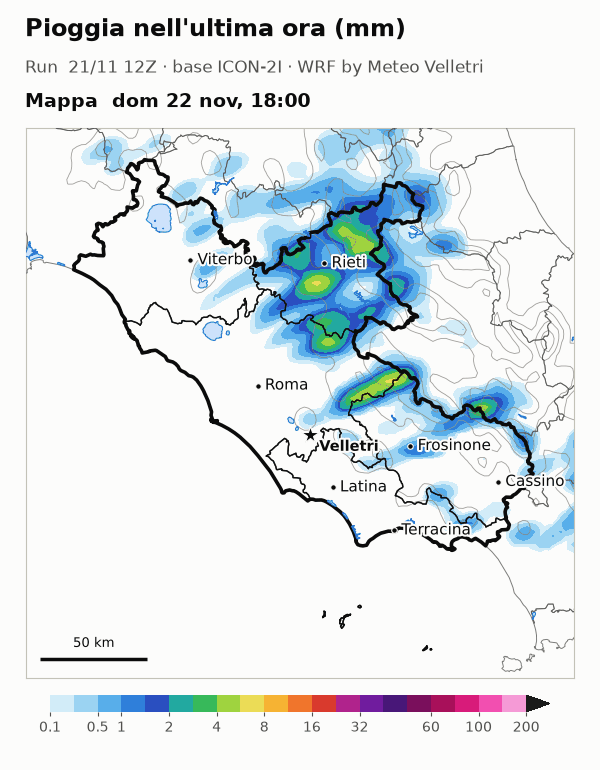 Pioggia nell'ultima ora (mm)
Run  21/11 12Z · base ICON-2I · WRF by Meteo Velletri
Mappa  dom 22 nov, 18:00
Viterbo
Rieti
Roma
Velletri
Frosinone
Latina
Cassino
Terracina
50 km
0.1 0.5 1 2 4 8 16 32 60 100 200